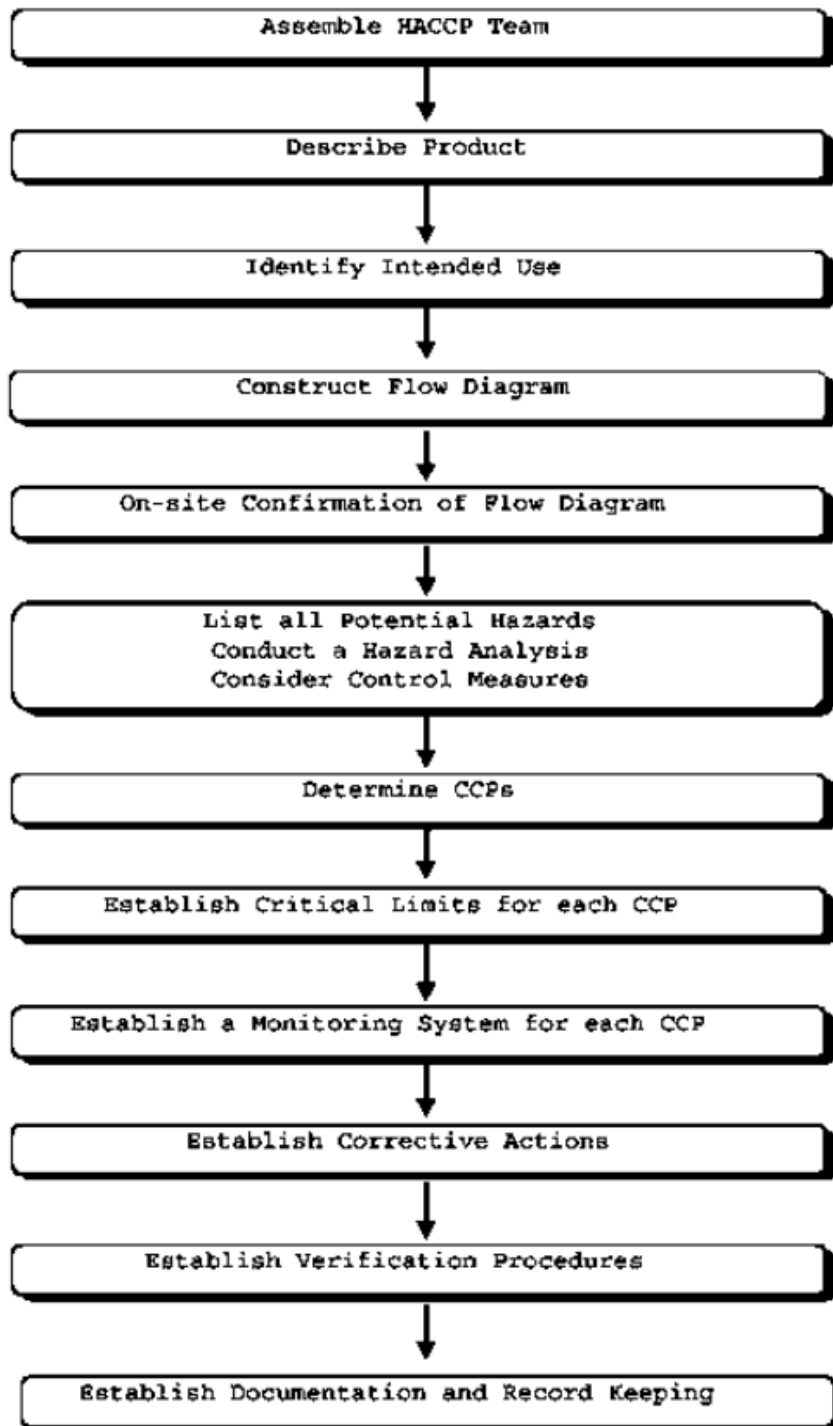 Assemble HACCP Team
Describe Product
Identify Intended Use
Construct Flow Diagram
On-site Confirmation of Flow Diagram
List all Potential Hazards
Conduct a Hazard Analysis
Consider Control Measures
Determine CCPs
Establish Critical Limits for each CCP
Establish a Monitoring System for each CCP
Establish Corrective Actions
Establish Verification Procedures
Establish Documentation and Record Keeping